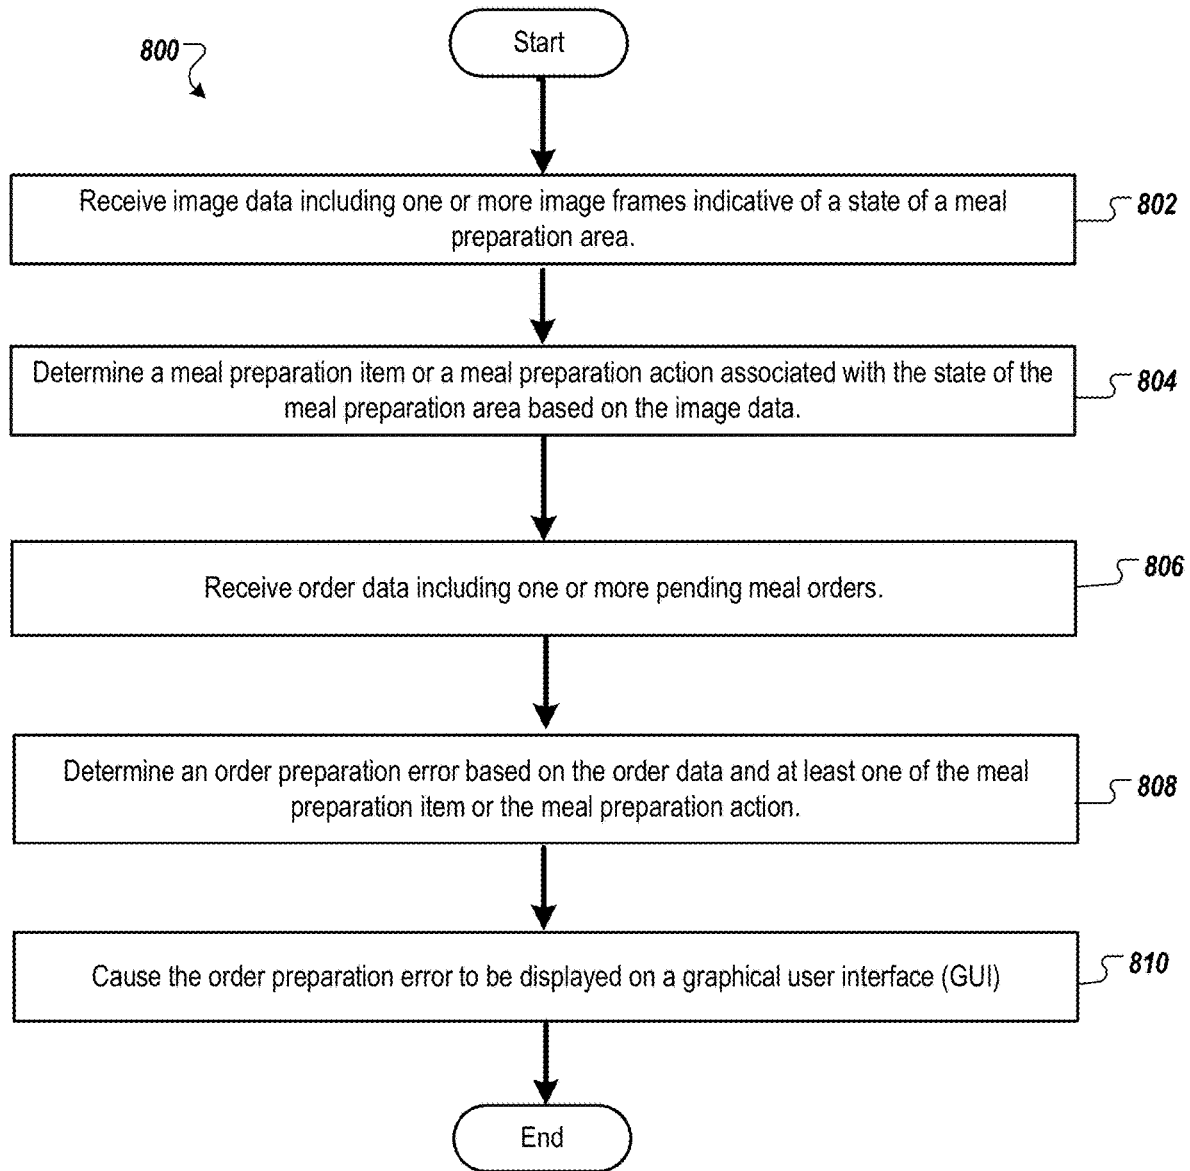 Start
800
Receive image data including one or more image frames indicative of a state of a meal
preparation area.
802
Determine a meal preparation item or a meal preparation action associated with the state of the
meal preparation area based on the image data.
804
Receive order data including one or more pending meal orders.
806
Determine an order preparation error based on the order data and at least one of the meal
preparation item or the meal preparation action.
808
Cause the order preparation error to be displayed on a graphical user interface (GUI)
810
End